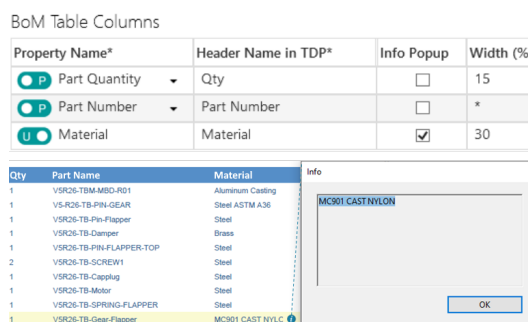 BoM Table Columns
Property Name* Header Name in TDP* Info Popup Width (%
P Part Quantity Qty 15
P Part Number Part Number *
U Material Material 30
Qty Part Name Material
1 V5R26-TBM-MBD-R01 Aluminum Casting
1 V5-R26-TB-PIN-GEAR Steel ASTM A36
1 V5R26-TB-Pin-Flapper Steel
1 V5R26-TB-Damper Brass
1 V5R26-TB-PIN-FLAPPER-TOP Steel
2 V5R26-TB-SCREW1 Steel
1 V5R26-TB-Capplug Steel
1 V5R26-TB-Motor Steel
1 V5R26-TB-SPRING-FLAPPER Steel
1 V5R26-TB-Gear-Flapper MC901 CAST NYLC i
Info
MC901 CAST NYLON
OK